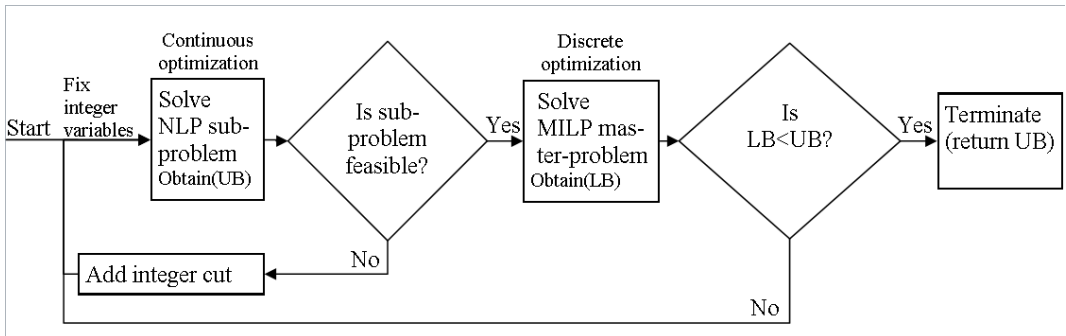 Start
Fix
integer
variables
Continuous
optimization
Solve
NLP sub-
problem
Obtain(UB)
Is sub-
problem
feasible?
Yes
No
Add integer cut
Discrete
optimization
Solve
MILP mas-
ter-problem
Obtain(LB)
Is
LB<UB?
Yes
No
Terminate
(return UB)